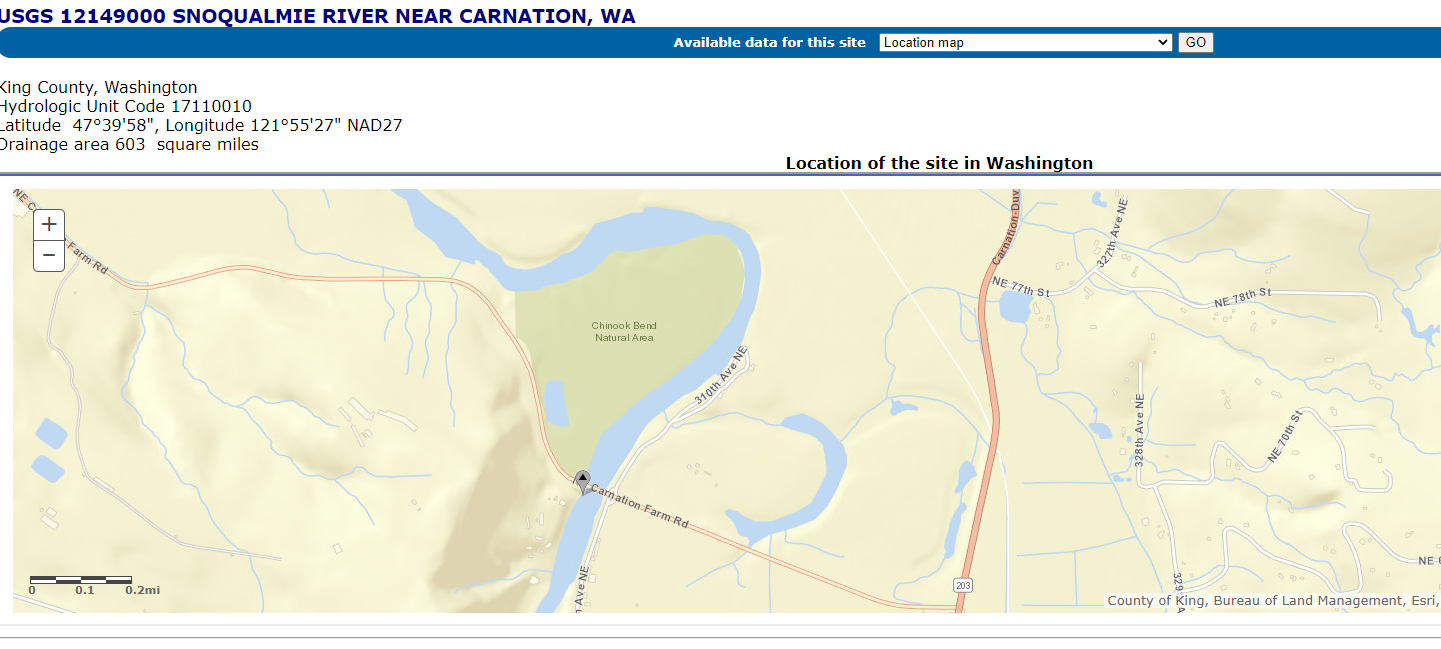 USGS 12149000 SNOQUALMIE RIVER NEAR CARNATION, WA
Available data for this site Location map GO
King County, Washington
Hydrologic Unit Code 17110010
Latitude 47°39'58", Longitude 121°55'27" NAD27
Drainage area 603 square miles
Location of the site in Washington
NE C
Farm Rd
+
−
Carnation-Duv
327th Ave NE
NE 77th St
NE 78th St
Chinook Bend
Natural Area
310th Ave NE
328th Ave NE
NE 70th St
Carnation Farm Rd
NE 6
h Ave NE
329th A
203
0 0.1 0.2mi
County of King, Bureau of Land Management, Esri,